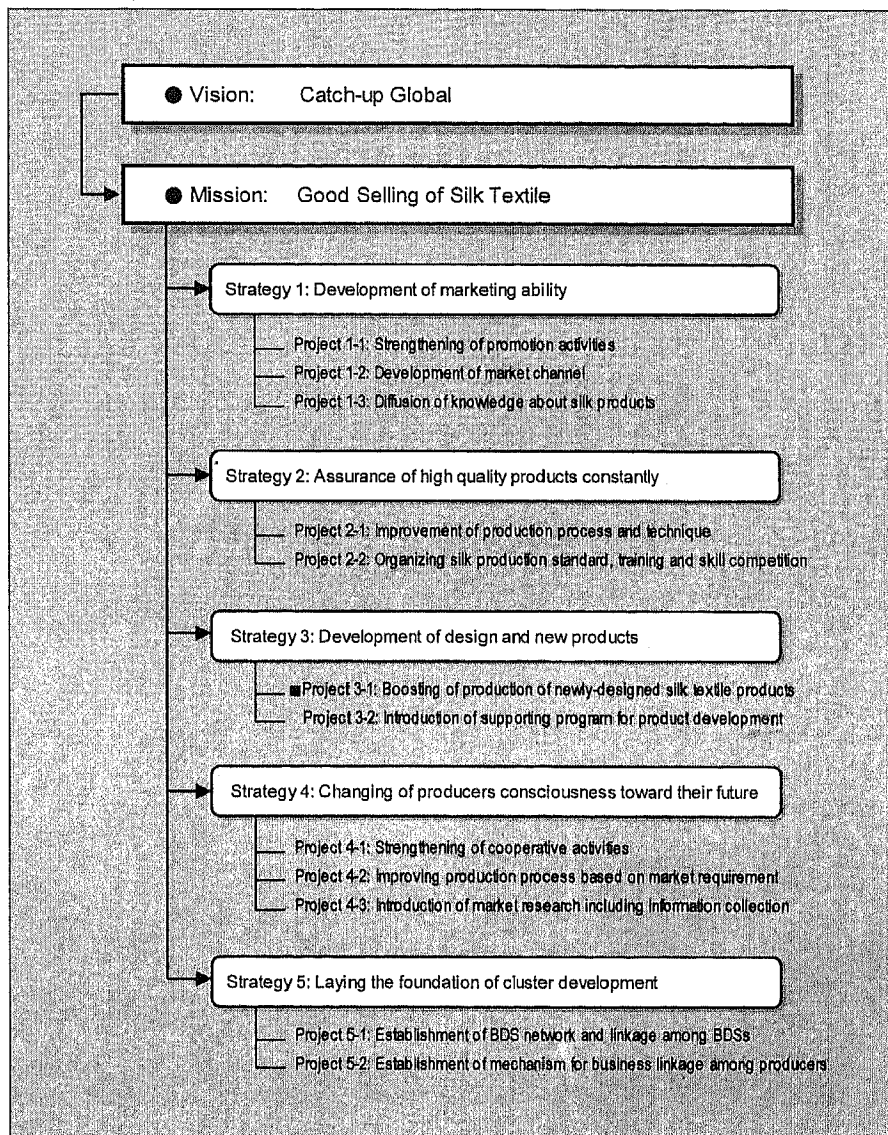 ● Vision: Catch-up Global
● Mission: Good Selling of Silk Textile
Strategy 1: Development of marketing ability
Project 1-1: Strengthening of promotion activities
Project 1-2: Development of market channel
Project 1-3: Diffusion of knowledge about silk products
Strategy 2: Assurance of high quality products constantly
Project 2-1: Improvement of production process and technique
Project 2-2: Organizing silk production standard, training and skill competition
Strategy 3: Development of design and new products
■Project 3-1: Boosting of production of newly-designed silk textile products
Project 3-2: Introduction of supporting program for product development
Strategy 4: Changing of producers consciousness toward their future
Project 4-1: Strengthening of cooperative activities
Project 4-2: Improving production process based on market requirement
Project 4-3: Introduction of market research including Information collection
Strategy 5: Laying the foundation of cluster development
Project 5-1: Establishment of BDS network and linkage among BDSs
Project 5-2: Establishment of mechanism for business linkage among producers